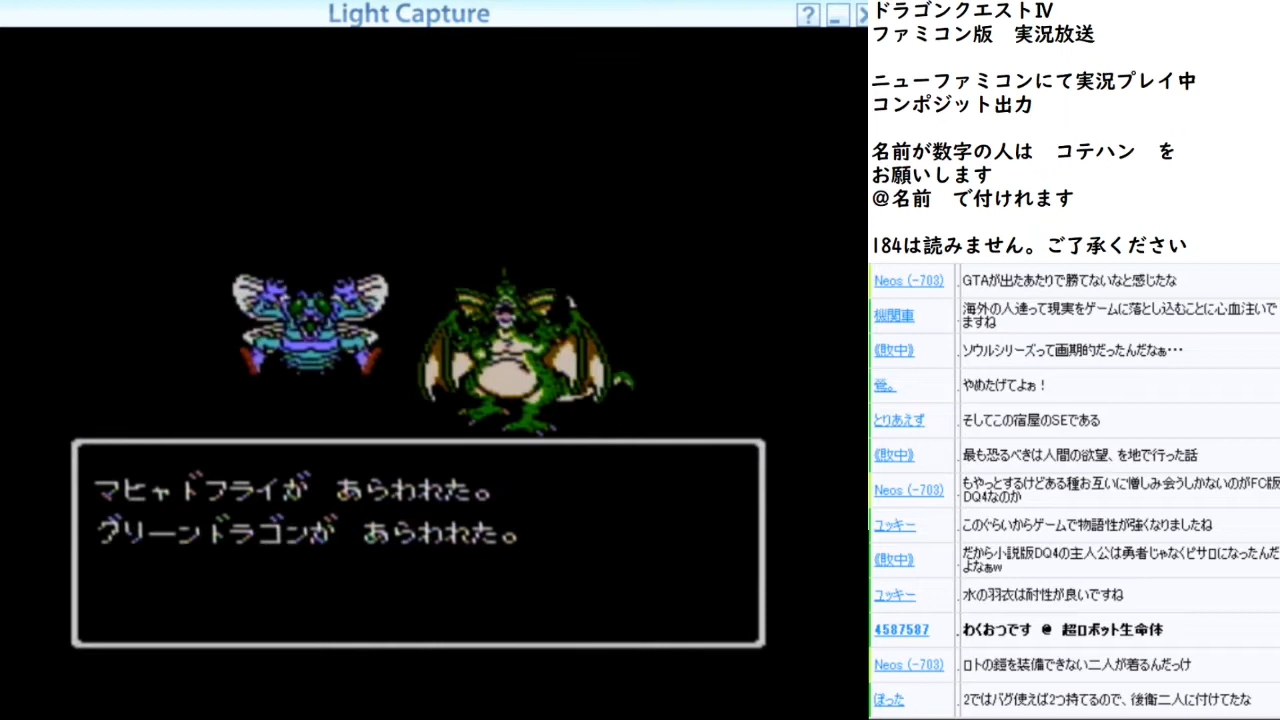 Light Capture
マヒャドフライが　あらわれた。
グリーンドラゴンが　あらわれた。
ドラゴンクエストⅣ
ファミコン版　実況放送
ニューファミコンにて実況プレイ中
コンポジット出力
名前が数字の人は　コテハン　を
お願いします
＠名前　で付けれます
184は読みません。ご了承ください
Neos (-703) GTAが出たあたりで勝てないなと感じたな
機関車 海外の人達って現実をゲームに落とし込むことに心血注いで
ますね
《敗中》 ソウルシリーズって画期的だったんだなぁ…
やめたげてよぉ！
とりあえず そしてこの宿屋のSEである
《敗中》 最も恐るべきは人間の欲望、を地で行った話
Neos (-703) もやっとするけどある種お互いに憎しみ会うしかないのがFC版
DQ4なのか
ユッキー このぐらいからゲームで物語性が強くなりましたね
《敗中》 だから小説版DQ4の主人公は勇者じゃなくピサロになったんだ
よなぁw
ユッキー 水の羽衣は耐性が良いですね
4587587 わくおつです ＠ 超ロボット生命体
Neos (-703) ロトの鎧を装備できない二人が着るんだっけ
ぽった 2ではバグ使えば2つ持てるので、後衛二人に付けてたな